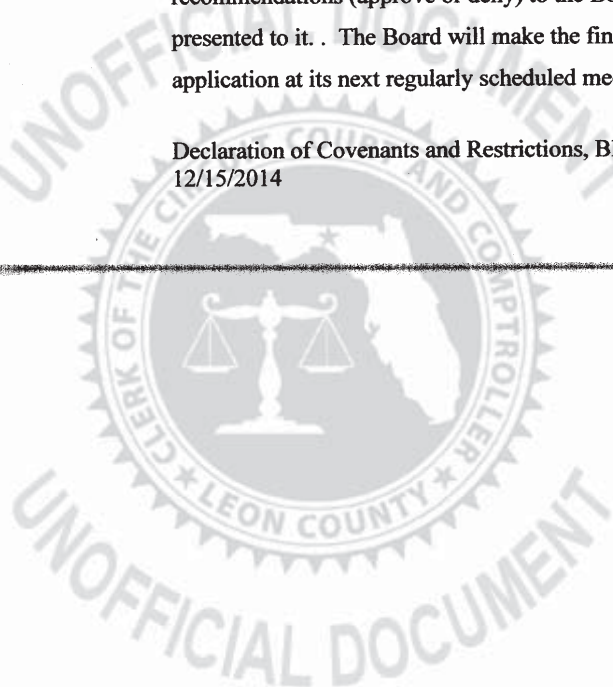 recommendations (approve or deny) to the Bo
presented to it. . The Board will make the fin
application at its next regularly scheduled me
Declaration of Covenants and Restrictions, B
12/15/2014
UNOFFICIAL DOCUMENT
CLERK OF THE CIRCUIT COURT AND COMPTROLLER
LEON COUNTY
UNOFFICIAL DOCUMENT